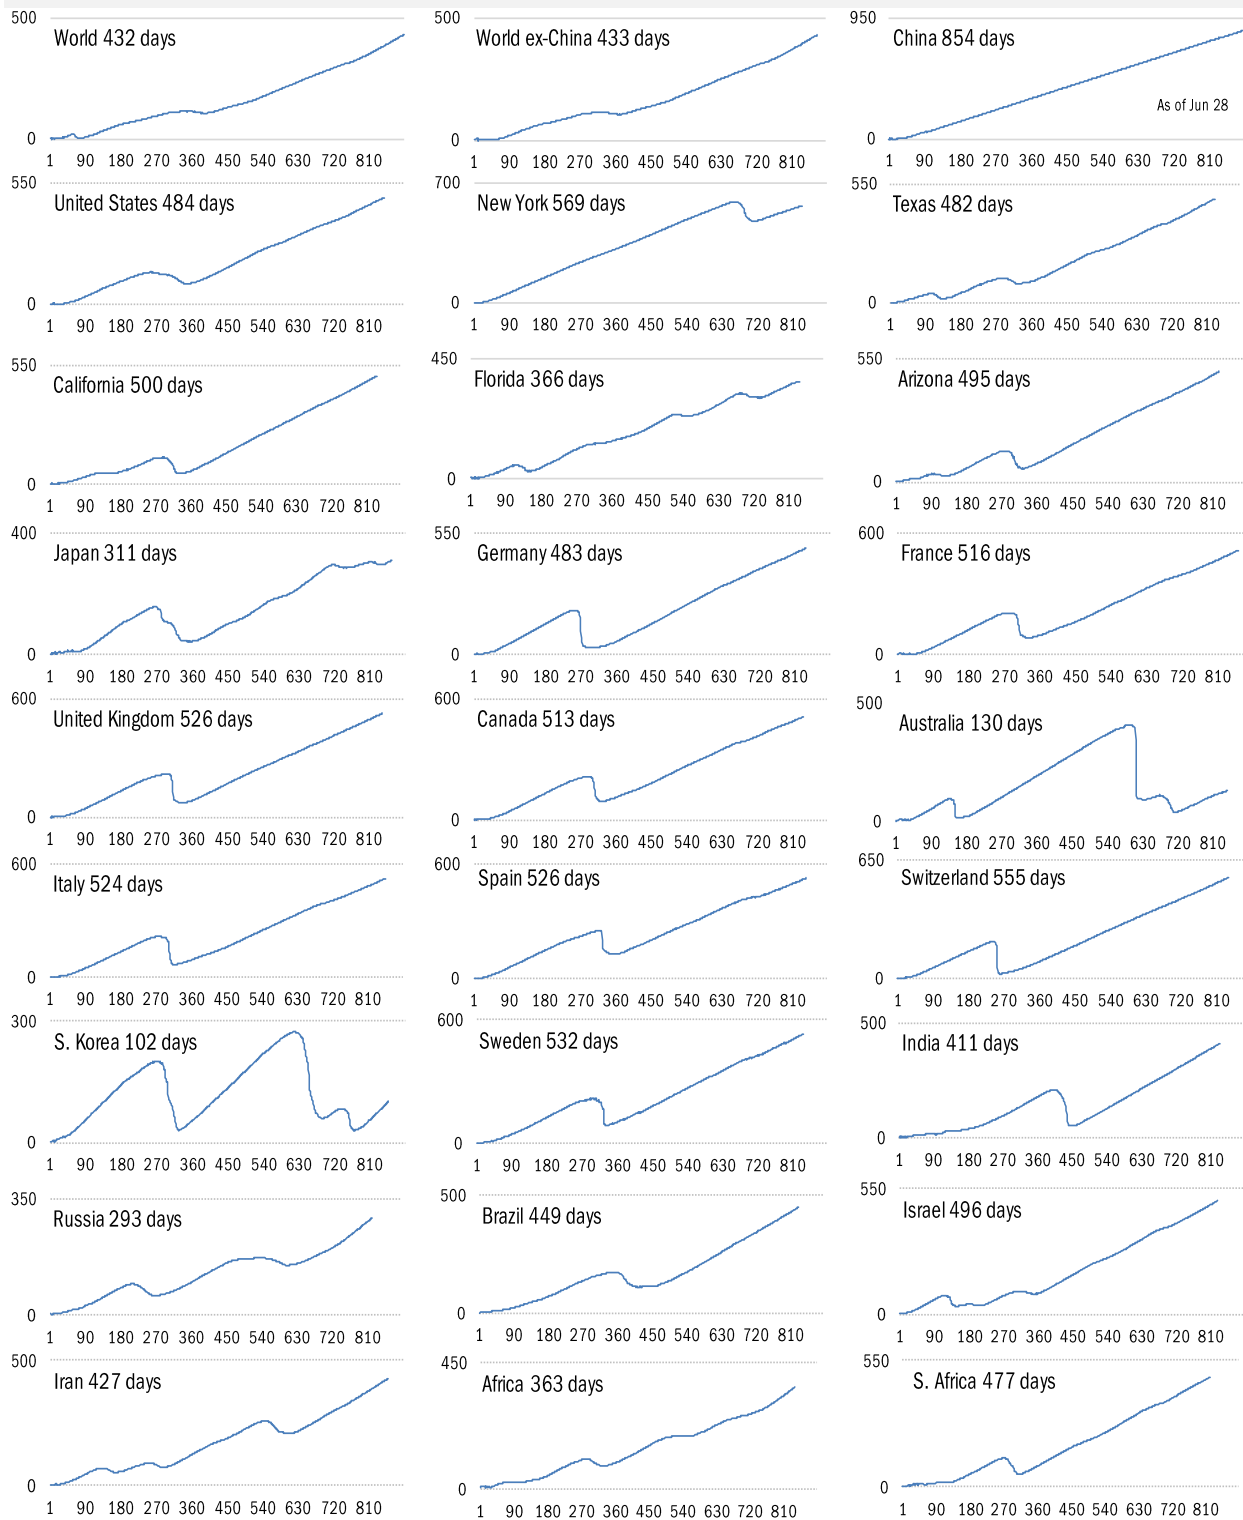 500 500 950
World 432 days World ex-China 433 days China 854 days
As of Jun 28
0 0 0
1 90 180 270 360 450 540 630 720 810 1 90 180 270 360 450 540 630 720 810 1 90 180 270 360 450 540 630 720 810
550 700 550
United States 484 days New York 569 days Texas 482 days
0 0 0
1 90 180 270 360 450 540 630 720 810 1 90 180 270 360 450 540 630 720 810 1 90 180 270 360 450 540 630 720 810
550 450 550
California 500 days Florida 366 days Arizona 495 days
0 0 0
1 90 180 270 360 450 540 630 720 810 1 90 180 270 360 450 540 630 720 810 1 90 180 270 360 450 540 630 720 810
400 550 600
Japan 311 days Germany 483 days France 516 days
0 0 0
1 90 180 270 360 450 540 630 720 810 1 90 180 270 360 450 540 630 720 810 1 90 180 270 360 450 540 630 720 810
600 600 500
United Kingdom 526 days Canada 513 days Australia 130 days
0 0 0
1 90 180 270 360 450 540 630 720 810 1 90 180 270 360 450 540 630 720 810 1 90 180 270 360 450 540 630 720 810
600 600 650
Italy 524 days Spain 526 days Switzerland 555 days
0 0 0
1 90 180 270 360 450 540 630 720 810 1 90 180 270 360 450 540 630 720 810 1 90 180 270 360 450 540 630 720 810
300 600 500
S. Korea 102 days Sweden 532 days India 411 days
0 0 0
1 90 180 270 360 450 540 630 720 810 1 90 180 270 360 450 540 630 720 810 1 90 180 270 360 450 540 630 720 810
350 500 550
Russia 293 days Brazil 449 days Israel 496 days
0 0 0
1 90 180 270 360 450 540 630 720 810 1 90 180 270 360 450 540 630 720 810 1 90 180 270 360 450 540 630 720 810
500 450 550
Iran 427 days Africa 363 days S. Africa 477 days
0 0 0
1 90 180 270 360 450 540 630 720 810 1 90 180 270 360 450 540 630 720 810 1 90 180 270 360 450 540 630 720 810